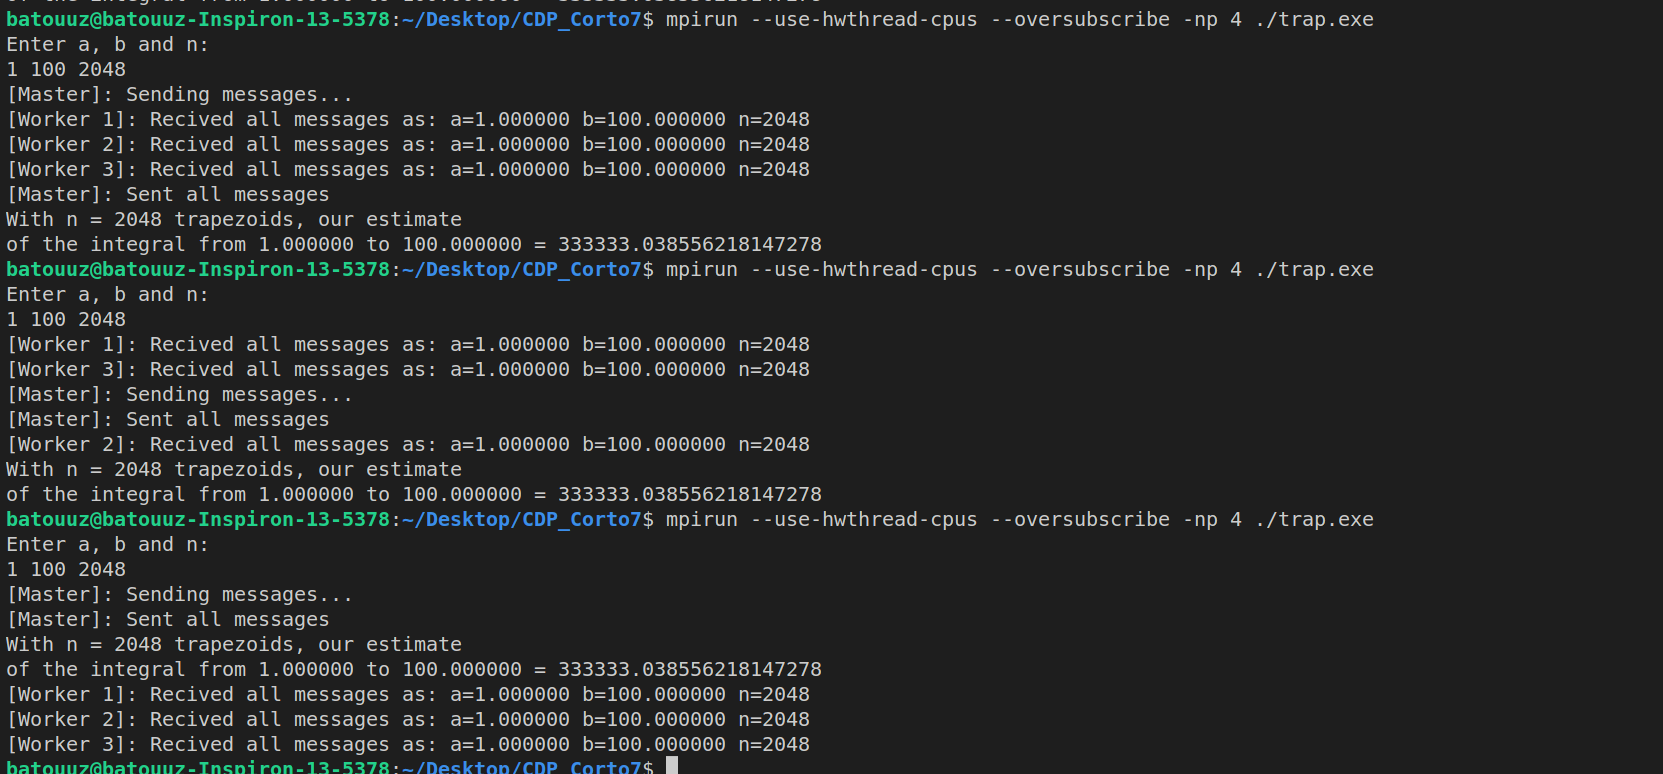 of the integral from 1.000000 to 100.000000 = 333333.038556218147278
batouuz@batouuz-Inspiron-13-5378:~/Desktop/CDP_Corto7$ mpirun --use-hwthread-cpus --oversubscribe -np 4 ./trap.exe
Enter a, b and n:
1 100 2048
[Master]: Sending messages...
[Worker 1]: Recived all messages as: a=1.000000 b=100.000000 n=2048
[Worker 2]: Recived all messages as: a=1.000000 b=100.000000 n=2048
[Worker 3]: Recived all messages as: a=1.000000 b=100.000000 n=2048
[Master]: Sent all messages
With n = 2048 trapezoids, our estimate
of the integral from 1.000000 to 100.000000 = 333333.038556218147278
batouuz@batouuz-Inspiron-13-5378:~/Desktop/CDP_Corto7$ mpirun --use-hwthread-cpus --oversubscribe -np 4 ./trap.exe
Enter a, b and n:
1 100 2048
[Worker 1]: Recived all messages as: a=1.000000 b=100.000000 n=2048
[Worker 3]: Recived all messages as: a=1.000000 b=100.000000 n=2048
[Master]: Sending messages...
[Master]: Sent all messages
[Worker 2]: Recived all messages as: a=1.000000 b=100.000000 n=2048
With n = 2048 trapezoids, our estimate
of the integral from 1.000000 to 100.000000 = 333333.038556218147278
batouuz@batouuz-Inspiron-13-5378:~/Desktop/CDP_Corto7$ mpirun --use-hwthread-cpus --oversubscribe -np 4 ./trap.exe
Enter a, b and n:
1 100 2048
[Master]: Sending messages...
[Master]: Sent all messages
With n = 2048 trapezoids, our estimate
of the integral from 1.000000 to 100.000000 = 333333.038556218147278
[Worker 1]: Recived all messages as: a=1.000000 b=100.000000 n=2048
[Worker 2]: Recived all messages as: a=1.000000 b=100.000000 n=2048
[Worker 3]: Recived all messages as: a=1.000000 b=100.000000 n=2048
batouuz@batouuz-Inspiron-13-5378:~/Desktop/CDP_Corto7$